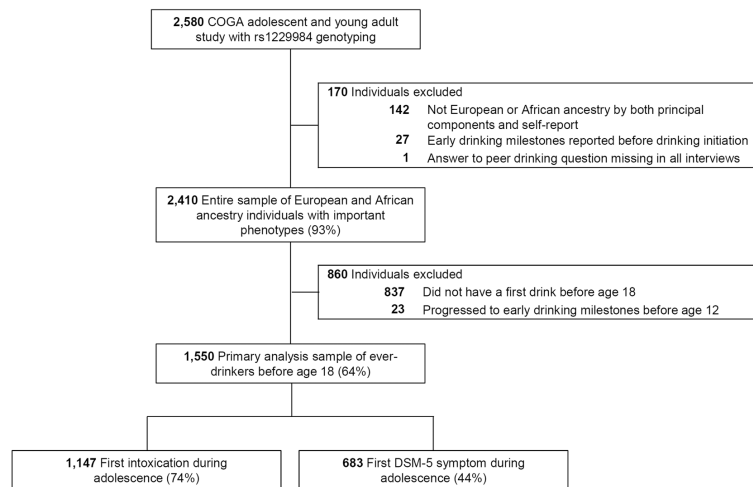 2,580 COGA adolescent and young adult
study with rs1229984 genotyping
170 Individuals excluded
142 Not European or African ancestry by both principal
components and self-report
27 Early drinking milestones reported before drinking initiation
1 Answer to peer drinking question missing in all interviews
2,410 Entire sample of European and African
ancestry individuals with important
phenotypes (93%)
860 Individuals excluded
837 Did not have a first drink before age 18
23 Progressed to early drinking milestones before age 12
1,550 Primary analysis sample of ever-
drinkers before age 18 (64%)
1,147 First intoxication during
adolescence (74%)
683 First DSM-5 symptom during
adolescence (44%)